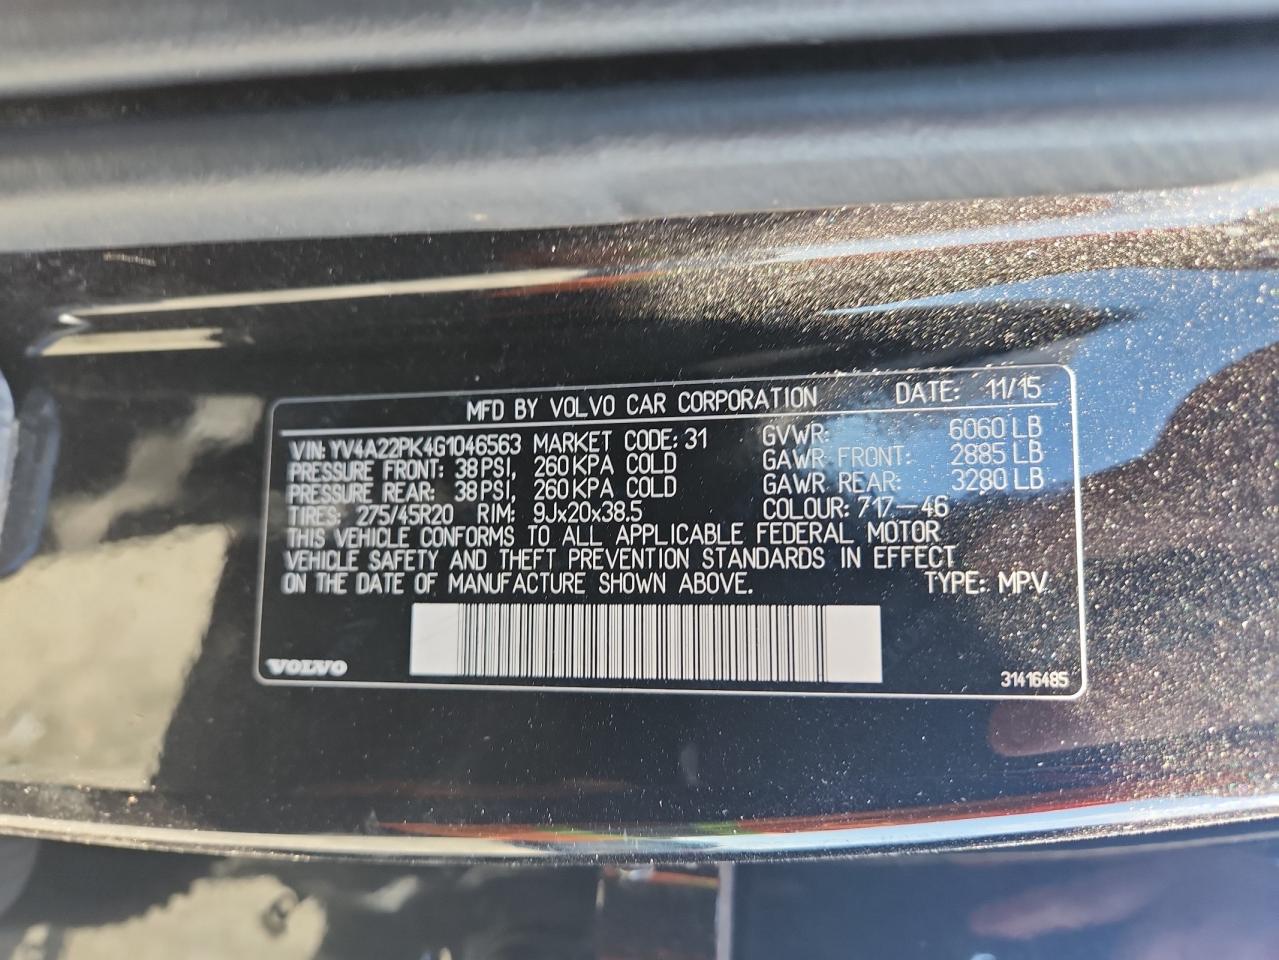 MFD BY VOLVO CAR CORPORATION DATE: 11/15
VIN: YV4A22PK4G1046563 MARKET CODE: 31 GVWR: 6060 LB
PRESSURE FRONT: 38 PSI, 260 KPA COLD GAWR FRONT: 2885 LB
PRESSURE REAR: 38 PSI, 260 KPA COLD GAWR REAR: 3280 LB
TIRES: 275/45R20 RIM: 9Jx20x38.5 COLOUR: 717-46
THIS VEHICLE CONFORMS TO ALL APPLICABLE FEDERAL MOTOR
VEHICLE SAFETY AND THEFT PREVENTION STANDARDS IN EFFECT
ON THE DATE OF MANUFACTURE SHOWN ABOVE. TYPE: MPV
VOLVO 31416485